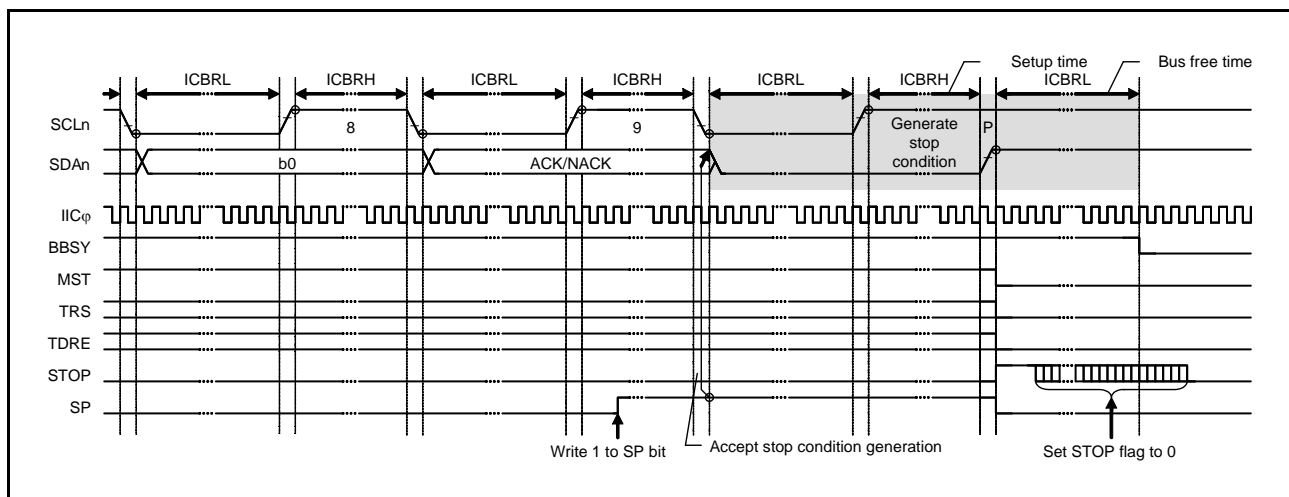 Setup time
Bus free time
ICBRL ICBRH ICBRL ICBRH ICBRL ICBRH ICBRL
SCLn 8 9 Generate stop condition P
SDAn b0 ACK/NACK
IICφ
BBSY
MST
TRS
TDRE
STOP
SP
Write 1 to SP bit
Accept stop condition generation
Set STOP flag to 0